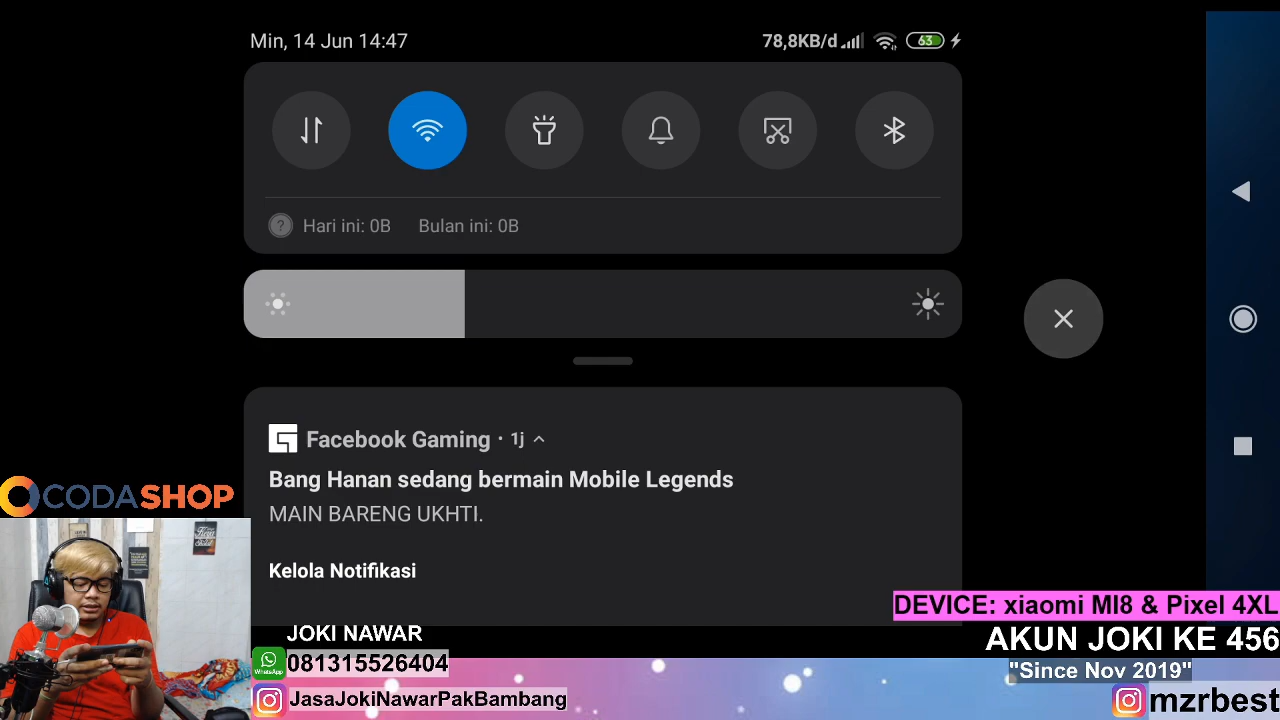 Min, 14 Jun 14:47
78,8KB/d
63
Hari ini: 0B
Bulan ini: 0B
Facebook Gaming · 1j
Bang Hanan sedang bermain Mobile Legends
MAIN BARENG UKHTI.
Kelola Notifikasi
CODASHOP
DEVICE: xiaomi MI8 & Pixel 4XL
JOKI NAWAR
AKUN JOKI KE 456
WhatsApp
081315526404
"Since Nov 2019"
JasaJokiNawarPakBambang
mzrbest